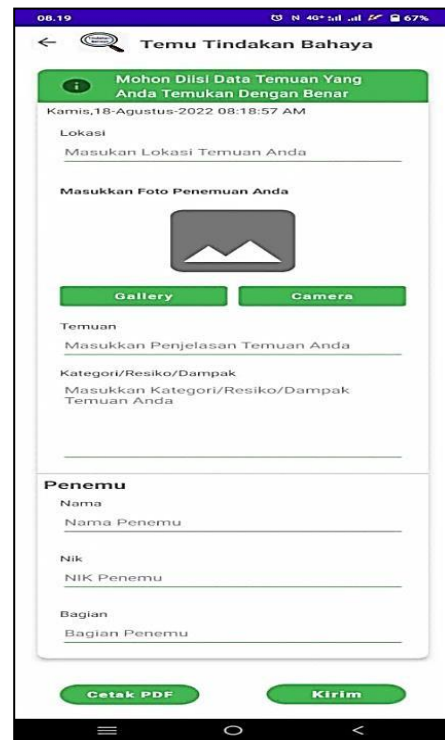 08.19
4G+ 67%
Temu Tindakan Bahaya
Mohon Diisi Data Temuan Yang
Anda Temukan Dengan Benar
Kamis,18-Agustus-2022 08:18:57 AM
Lokasi
Masukan Lokasi Temuan Anda
Masukkan Foto Penemuan Anda
Gallery Camera
Temuan
Masukkan Penjelasan Temuan Anda
Kategori/Resiko/Dampak
Masukkan Kategori/Resiko/Dampak
Temuan Anda
Penemu
Nama
Nama Penemu
Nik
NIK Penemu
Bagian
Bagian Penemu
Cetak PDF Kirim